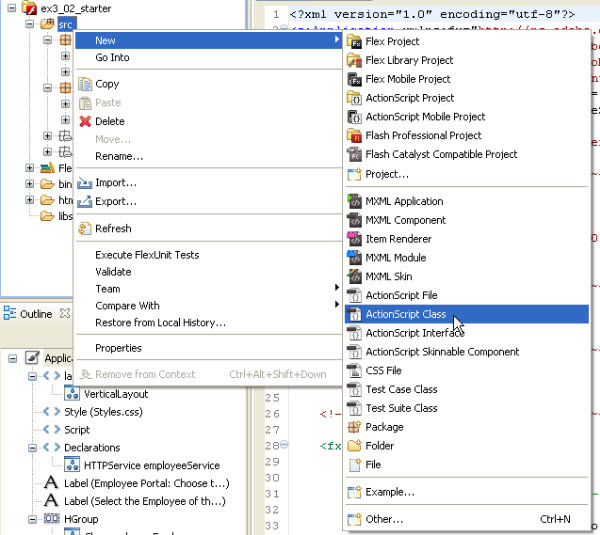 ex3_02_starter
src
1 <?xml version="1.0" encoding="utf-8"?>
New
Go Into
Copy
Paste
Delete
Move...
Rename...
Import...
Export...
Refresh
Execute FlexUnit Tests
Validate
Team
Compare With
Restore from Local History...
Properties
Remove from Context Ctrl+Alt+Shift+Down
Flex Project
Flex Library Project
Flex Mobile Project
ActionScript Project
ActionScript Mobile Project
Flash Professional Project
Flash Catalyst Compatible Project
Project...
MXML Application
MXML Component
Item Renderer
MXML Module
MXML Skin
ActionScript File
ActionScript Class
ActionScript Interface
ActionScript Skinnable Component
CSS File
Test Case Class
Test Suite Class
Package
Folder
File
Example...
Other... Ctrl+N
Fle
bin
htm
libs
Outline
Applic
la
VerticalLayout
Style (Styles.css)
Script
Declarations
HTTPService employeeService
Label (Employee Portal: Choose t...)
Label (Select the Employee of th...)
HGroup
25
26 <!-
27
28 <fx
29
30
31
32
33